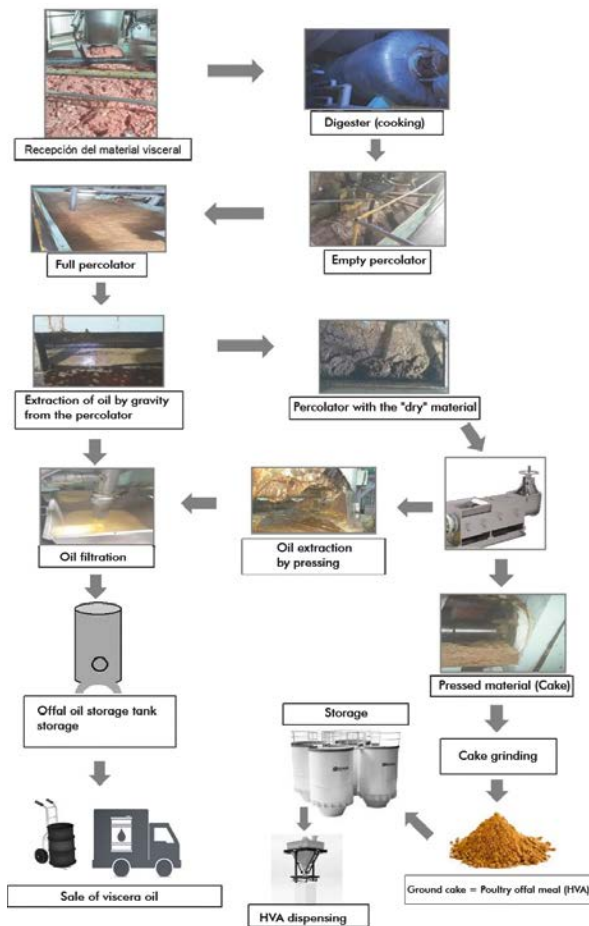 Recepción del material visceral
Digester (cooking)
Full percolator
Empty percolator
Extraction of oil by gravity
from the percolator
Percolator with the "dry" material
Oil filtration
Oil extraction
by pressing
Pressed material (Cake)
Offal oil storage tank
storage
Storage
Cake grinding
Sale of viscera oil
HVA dispensing
Ground cake = Poultry offal meal (HVA)